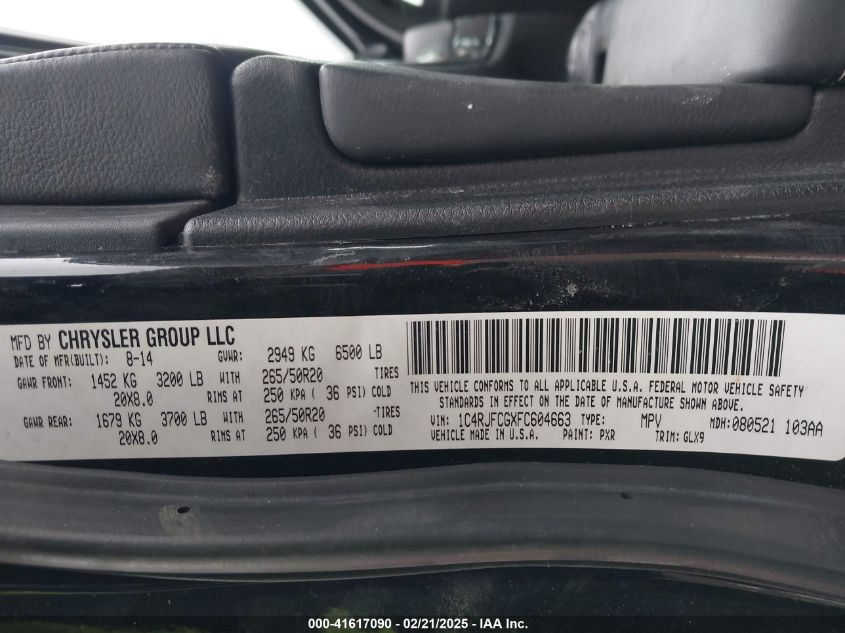 MFD BY CHRYSLER GROUP LLC
DATE OF MFR(BUILT): 8-14 GVWR: 2949 KG 6500 LB
GAWR FRONT: 1452 KG 3200 LB WITH 265/50R20 TIRES
20X8.0 RIMS AT 250 KPA ( 36 PSI) COLD
GAWR REAR: 1679 KG 3700 LB WITH 265/50R20 -TIRES
20X8.0 RIMS AT 250 KPA ( 36 PSI) COLD
THIS VEHICLE CONFORMS TO ALL APPLICABLE U.S.A. FEDERAL MOTOR VEHICLE SAFETY
STANDARDS IN EFFECT ON THE DATE OF MANUFACTURE SHOWN ABOVE.
VIN: 1C4RJFCGXFC604663 TYPE: MPV MDH:080521 103AA
VEHICLE MADE IN U.S.A. PAINT: PXR TRIM: GLX9
000-41617090 - 02/21/2025 - IAA Inc.